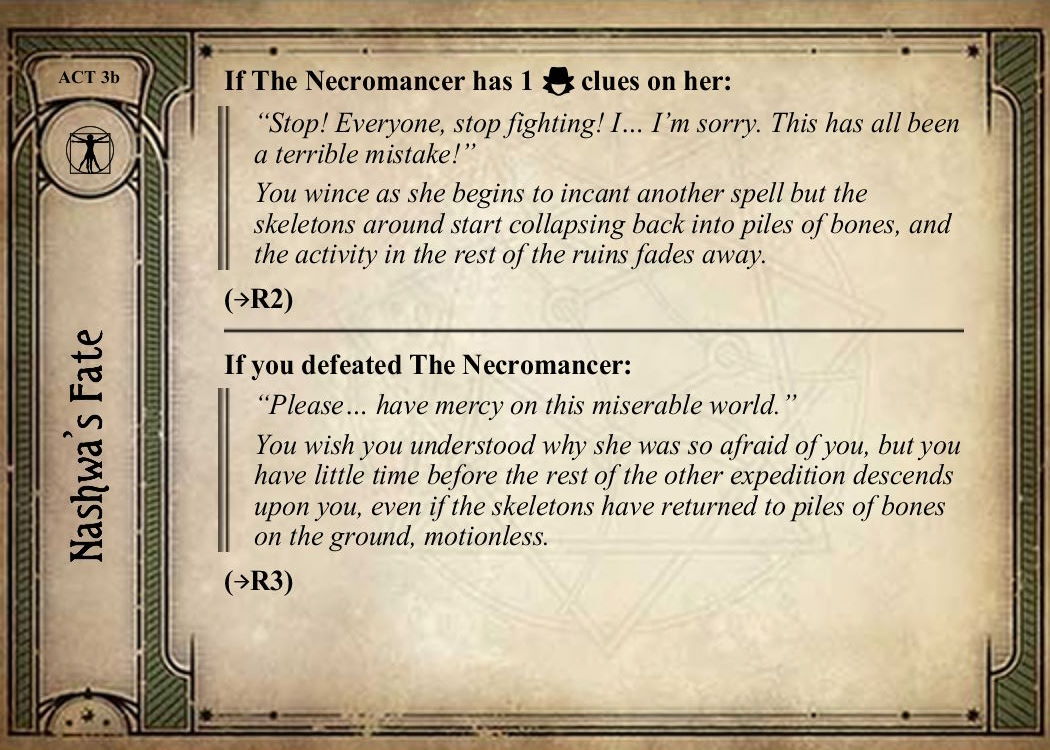 ACT 3b
Nashwa's Fate
If The Necromancer has 1 clues on her:
“Stop! Everyone, stop fighting! I… I’m sorry. This has all been
a terrible mistake!”
You wince as she begins to incant another spell but the
skeletons around start collapsing back into piles of bones, and
the activity in the rest of the ruins fades away.
(→R2)
If you defeated The Necromancer:
“Please… have mercy on this miserable world.”
You wish you understood why she was so afraid of you, but you
have little time before the rest of the other expedition descends
upon you, even if the skeletons have returned to piles of bones
on the ground, motionless.
(→R3)